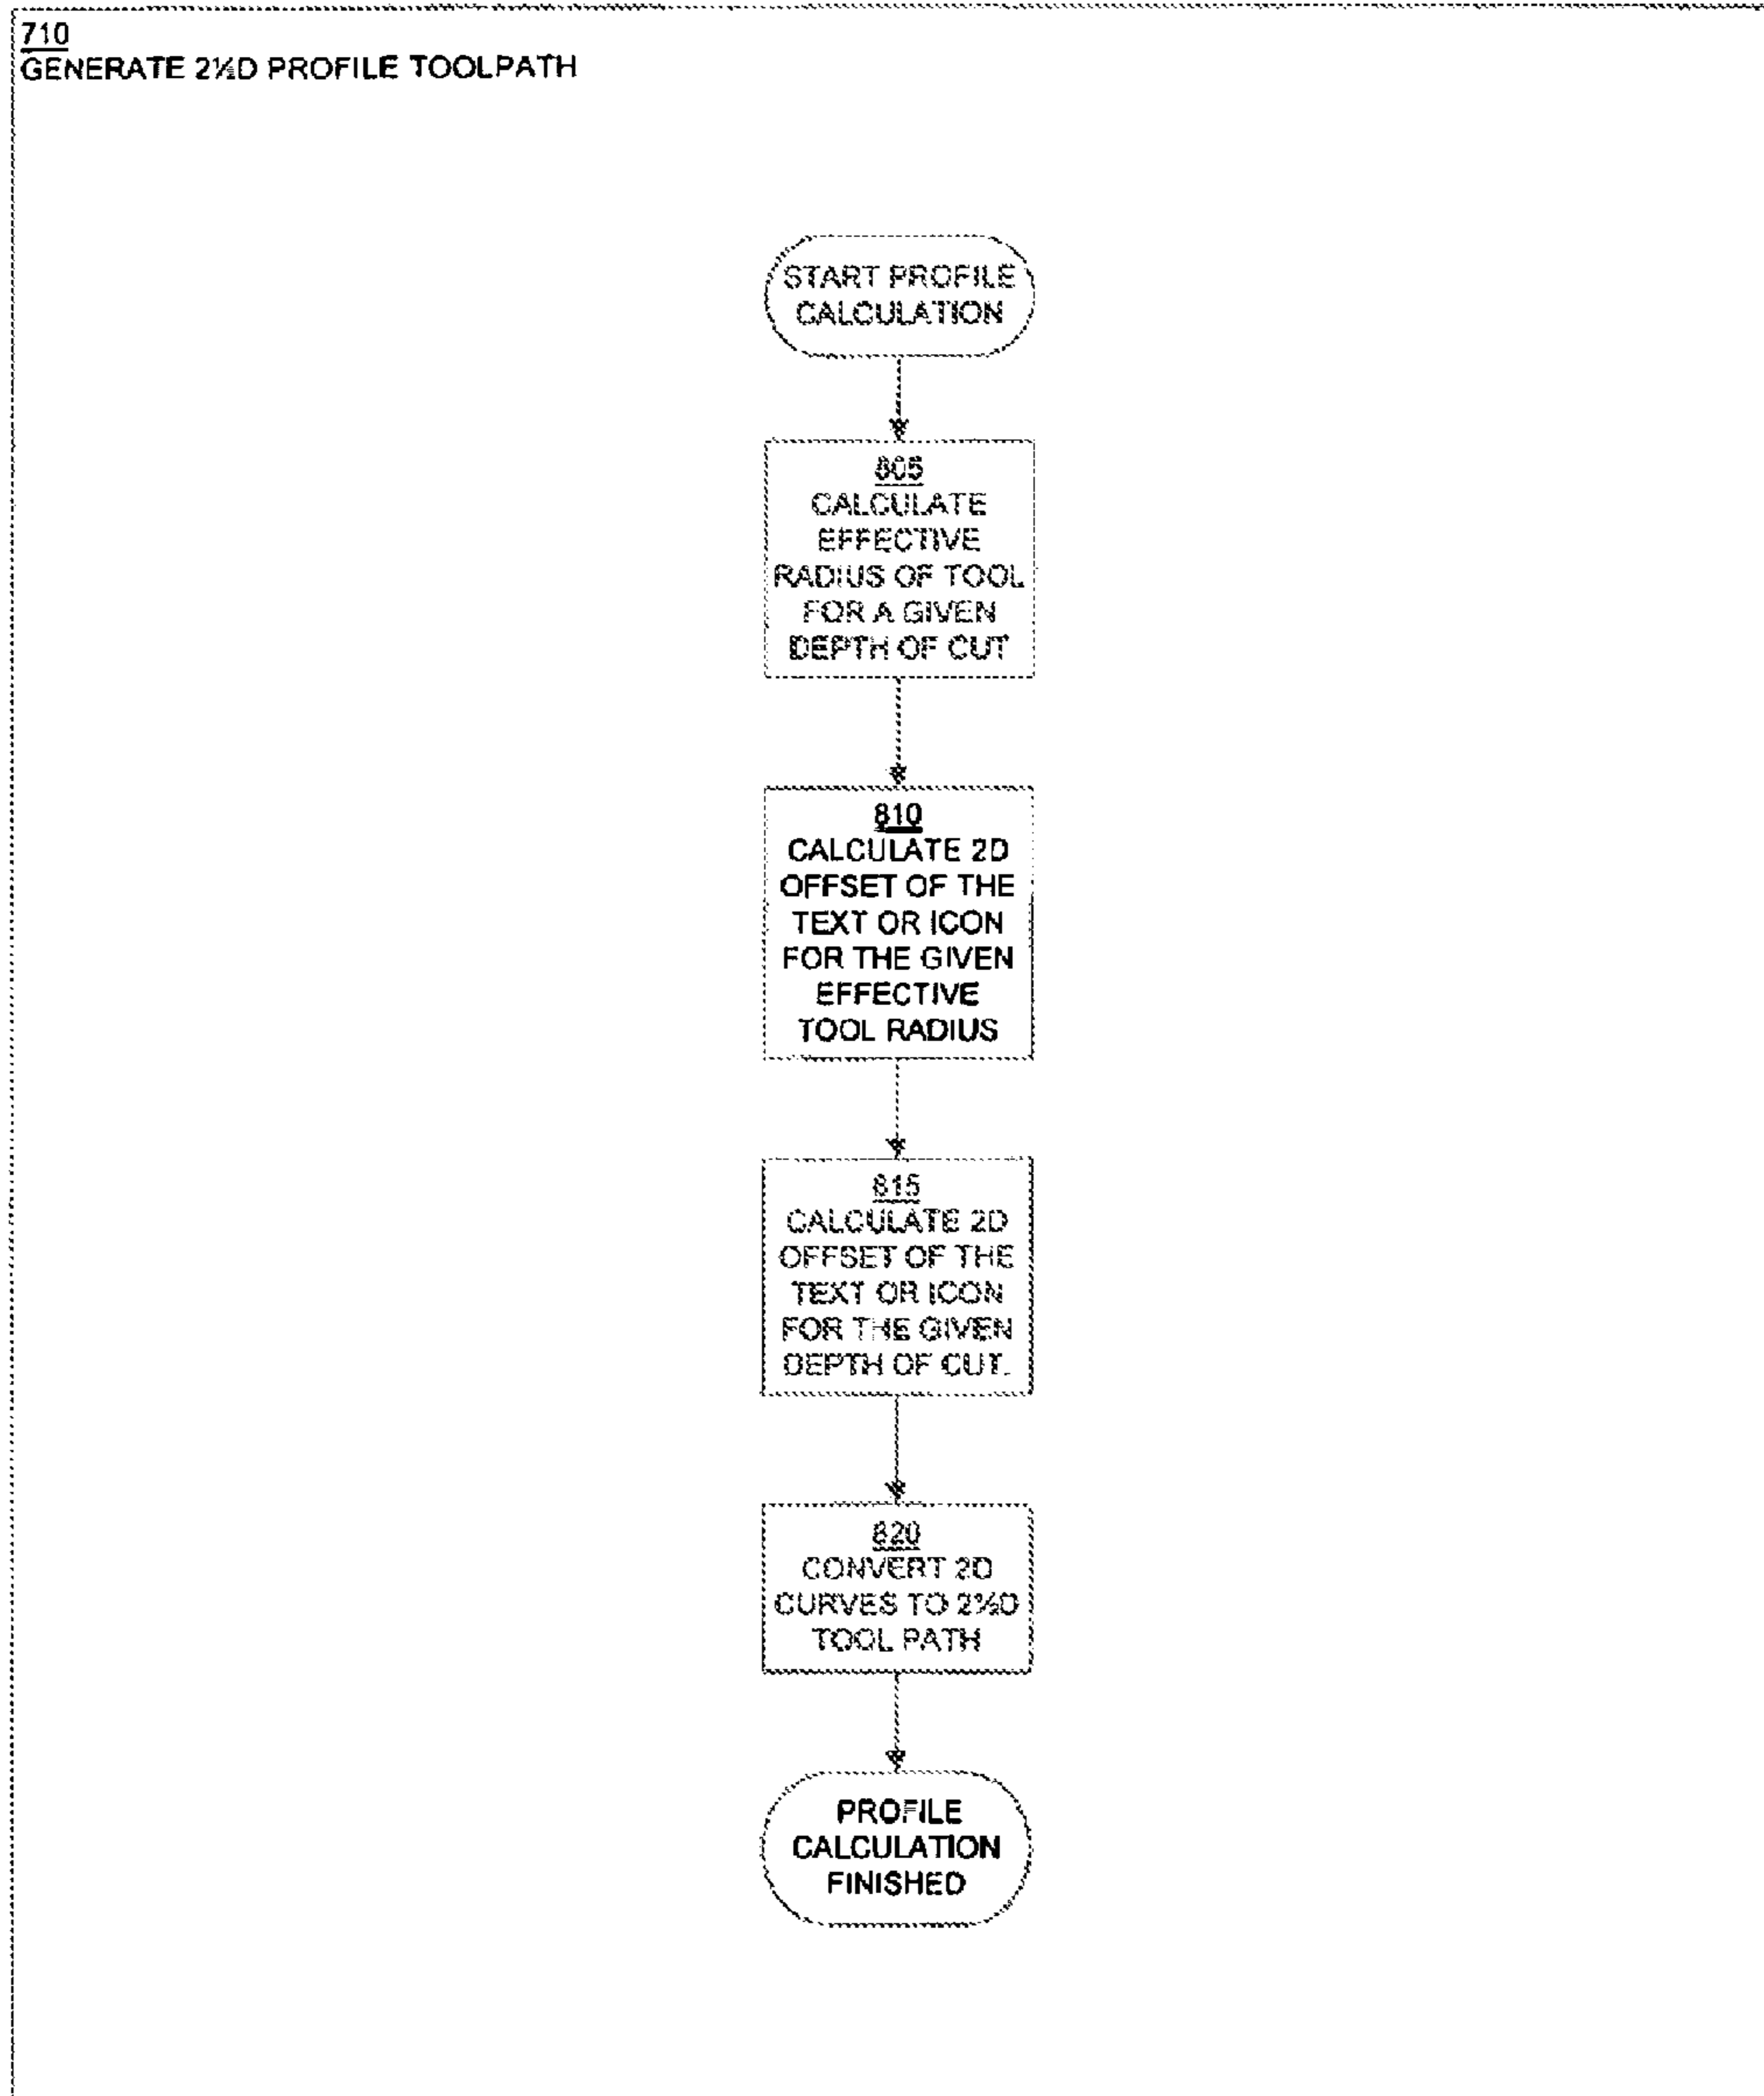 710
GENERATE 2½D PROFILE TOOLPATH
START PROFILE
CALCULATION
805
CALCULATE
EFFECTIVE
RADIUS OF TOOL
FOR A GIVEN
DEPTH OF CUT
810
CALCULATE 2D
OFFSET OF THE
TEXT OR ICON
FOR THE GIVEN
EFFECTIVE
TOOL RADIUS
815
CALCULATE 2D
OFFSET OF THE
TEXT OR ICON
FOR THE GIVEN
DEPTH OF CUT.
820
CONVERT 2D
CURVES TO 2½D
TOOL PATH
PROFILE
CALCULATION
FINISHED